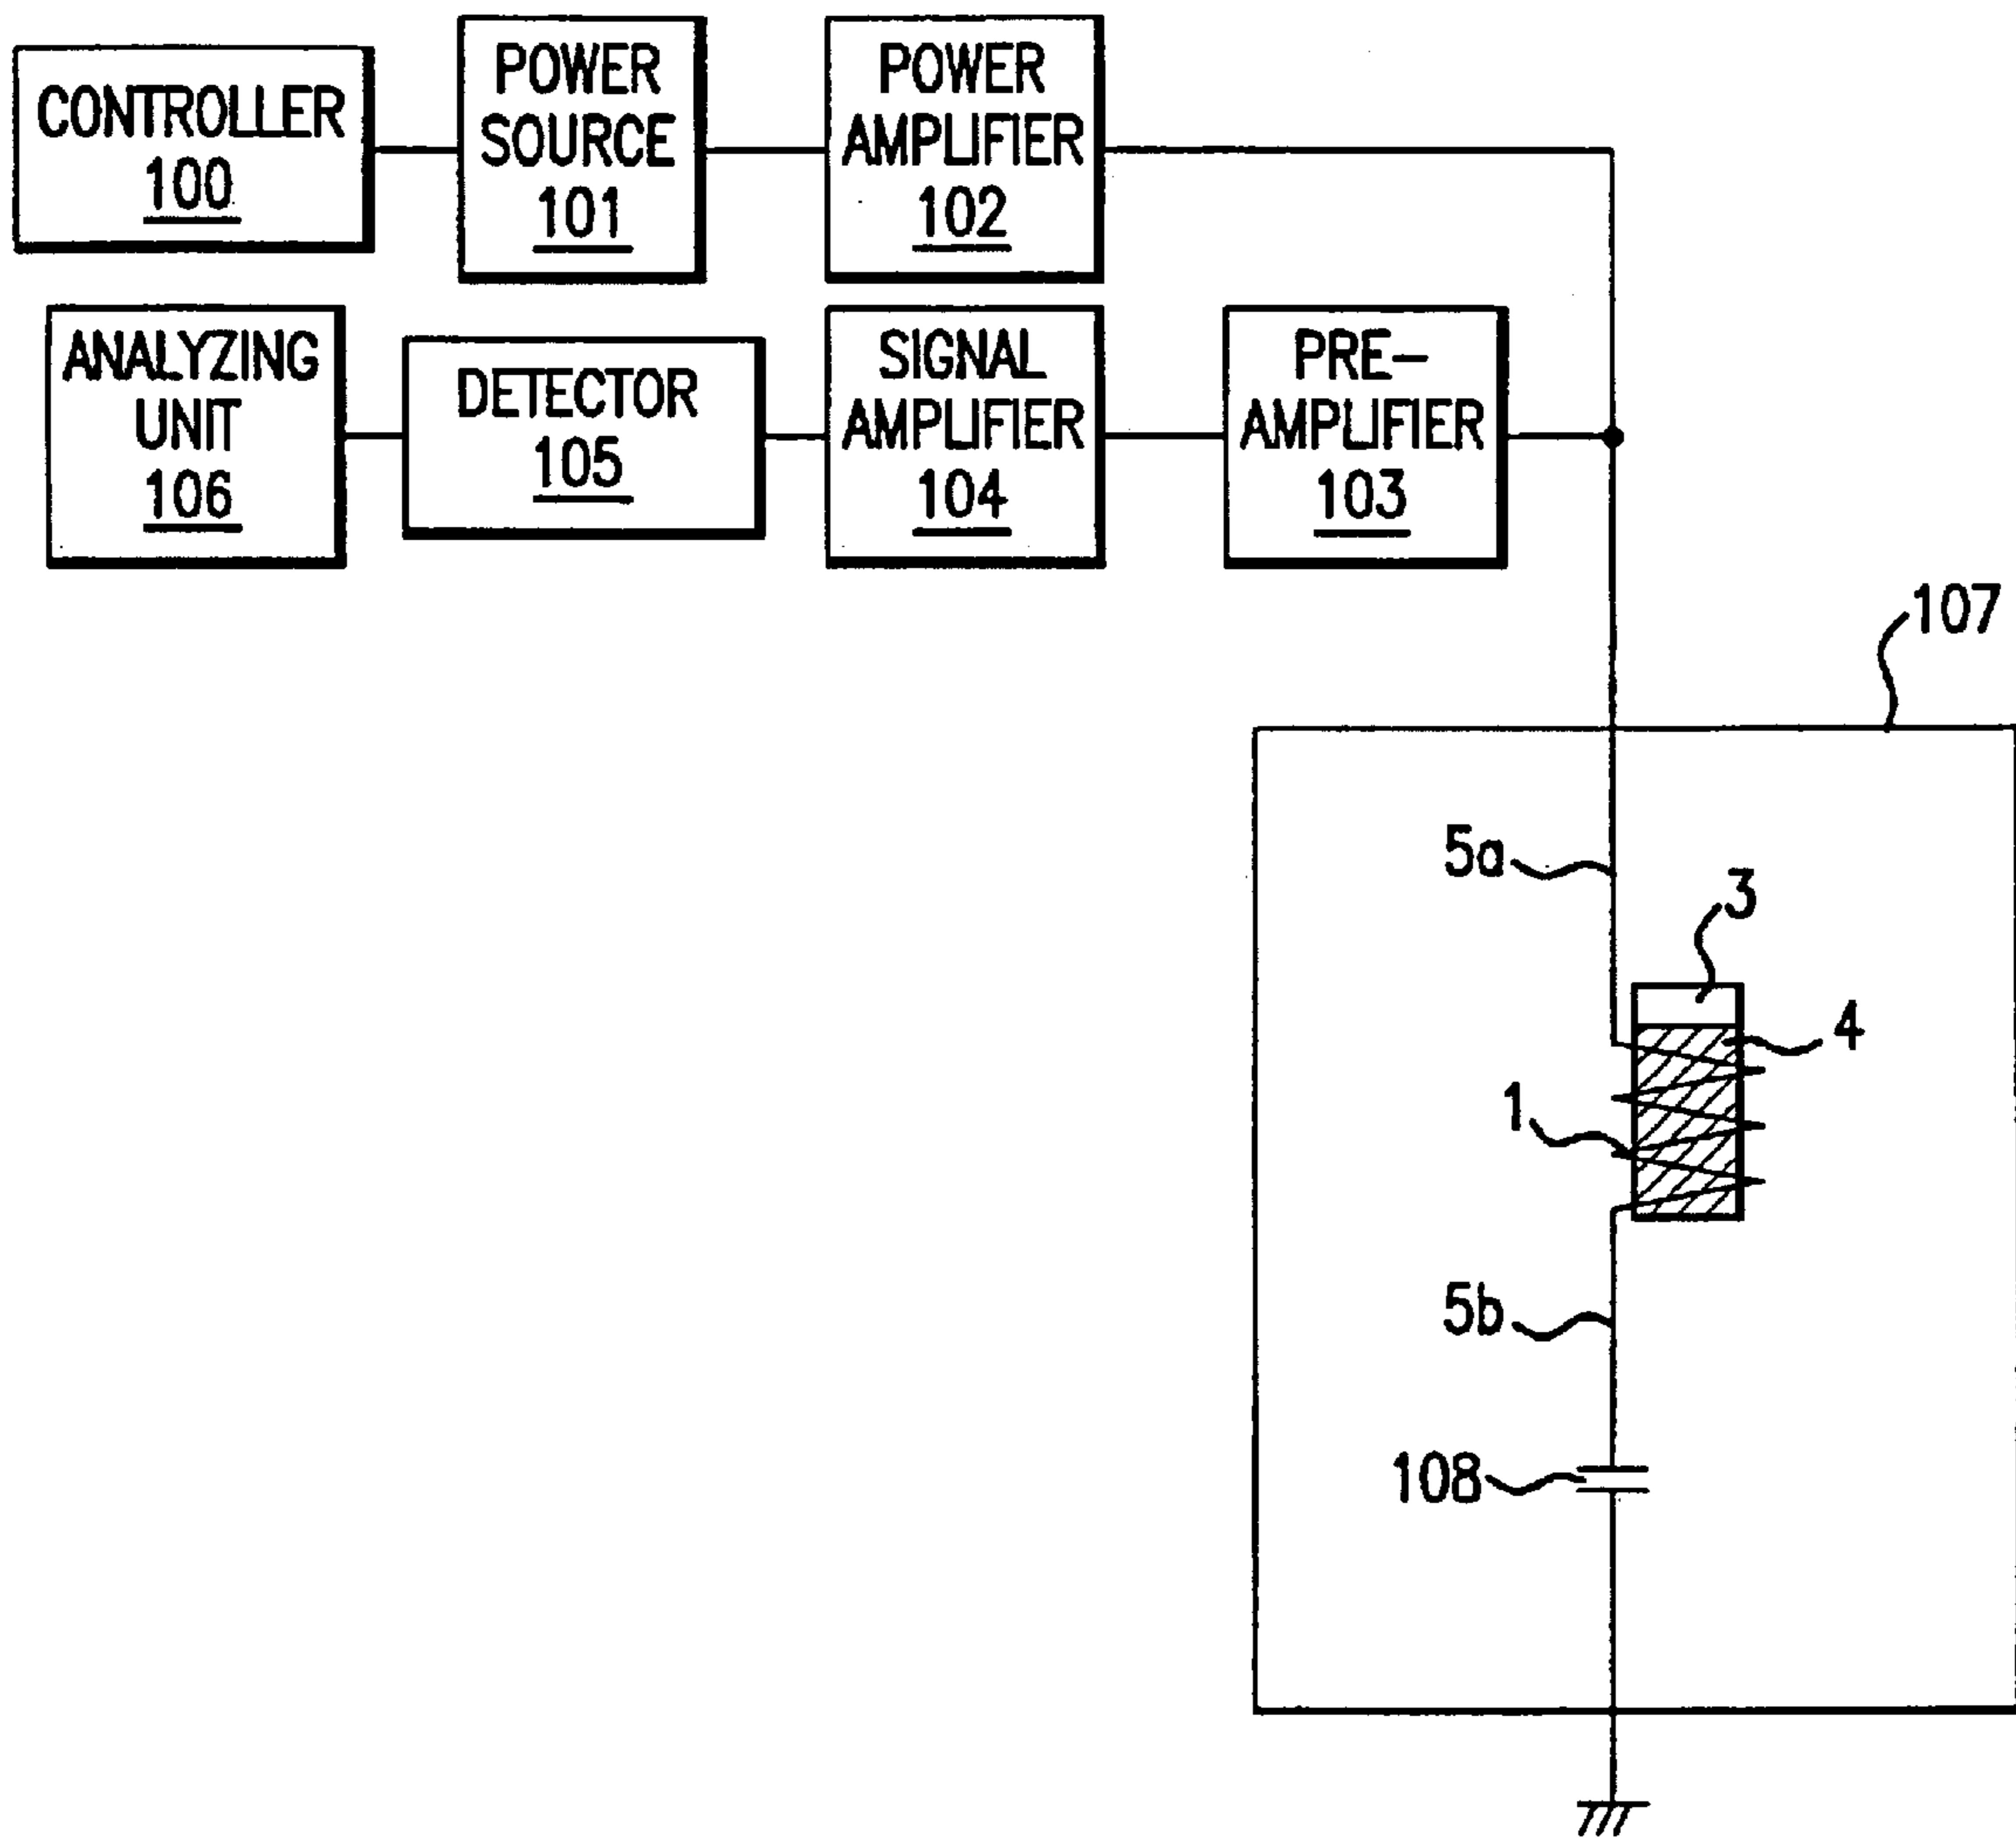 CONTROLLER
100
POWER
SOURCE
101
POWER
AMPLIFIER
102
ANALYZING
UNIT
106
DETECTOR
105
SIGNAL
AMPLIFIER
104
PRE-
AMPLIFIER
103
107
5a
3
4
1
5b
108